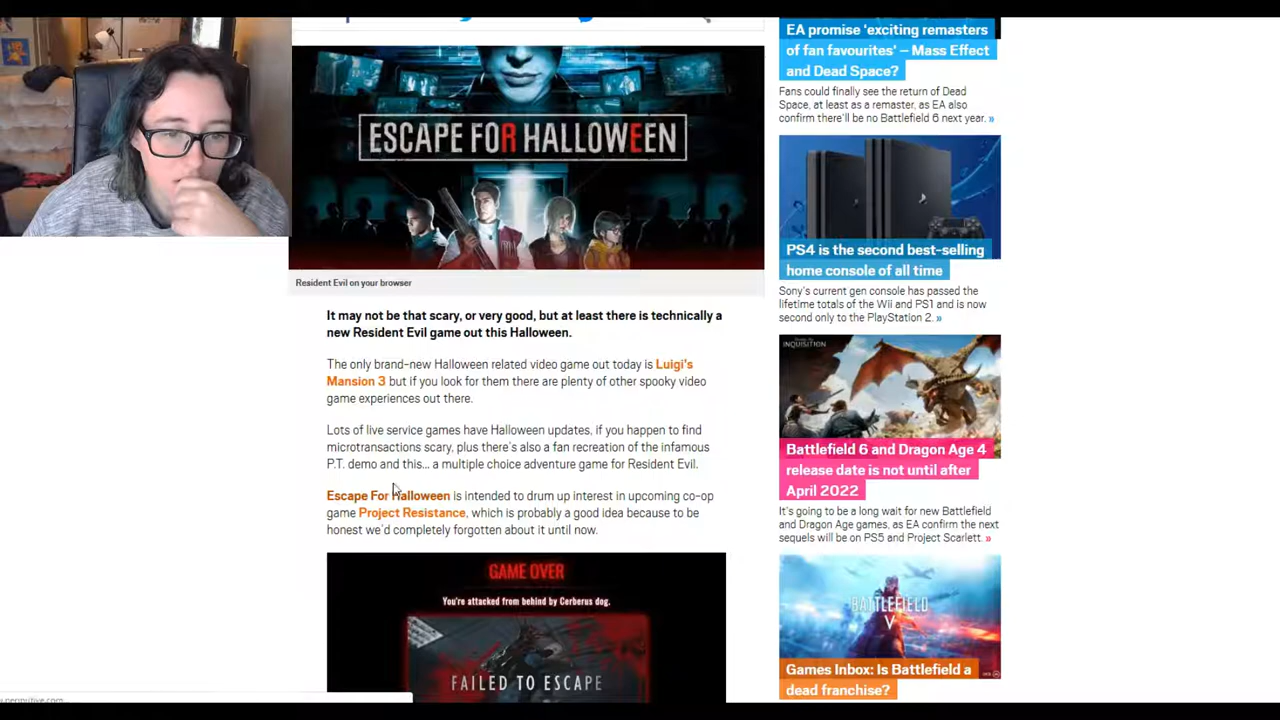 ESCAPE FOR HALLOWEEN
Resident Evil on your browser
It may not be that scary, or very good, but at least there is technically a
new Resident Evil game out this Halloween.
The only brand-new Halloween related video game out today is Luigi's
Mansion 3 but if you look for them there are plenty of other spooky video
game experiences out there.
Lots of live service games have Halloween updates, if you happen to find
microtransactions scary, plus there's also a fan recreation of the infamous
P.T. demo and this... a multiple choice adventure game for Resident Evil.
Escape For Halloween is intended to drum up interest in upcoming co-op
game Project Resistance, which is probably a good idea because to be
honest we'd completely forgotten about it until now.
GAME OVER
You're attacked from behind by Cerberus dog.
FAILED TO ESCAPE
EA promise 'exciting remasters
of fan favourites' – Mass Effect
and Dead Space?
Fans could finally see the return of Dead
Space, at least as a remaster, as EA also
confirm there'll be no Battlefield 6 next year. »
PS4 is the second best-selling
home console of all time
Sony's current gen console has passed the
lifetime totals of the Wii and PS1 and is now
second only to the PlayStation 2. »
INQUISITION
Battlefield 6 and Dragon Age 4
release date is not until after
April 2022
It's going to be a long wait for new Battlefield
and Dragon Age games, as EA confirm the next
sequels will be on PS5 and Project Scarlett. »
BATTLEFIELD
V
Games Inbox: Is Battlefield a
dead franchise?